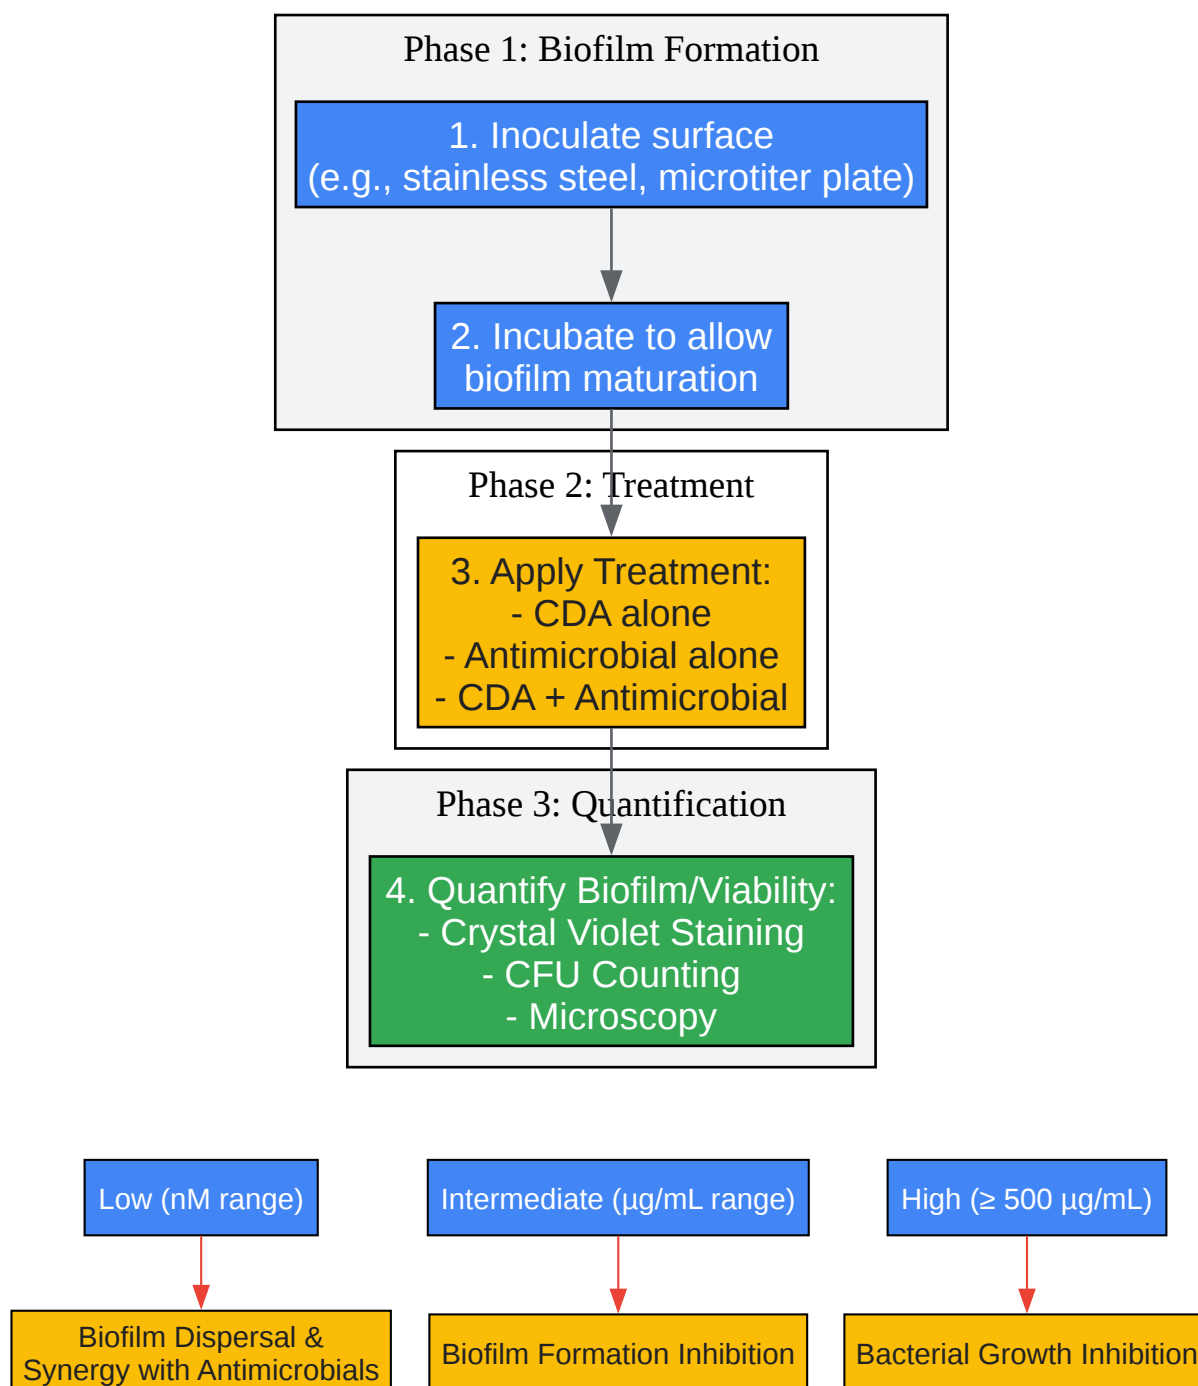 Phase 1: Biofilm Formation
1. Inoculate surface
(e.g., stainless steel, microtiter plate)
2. Incubate to allow
biofilm maturation
Phase 2: Treatment
3. Apply Treatment:
- CDA alone
- Antimicrobial alone
- CDA + Antimicrobial
Phase 3: Quantification
4. Quantify Biofilm/Viability:
- Crystal Violet Staining
- CFU Counting
- Microscopy
Low (nM range)
Intermediate (µg/mL range)
High (≥ 500 µg/mL)
Biofilm Dispersal &
Synergy with Antimicrobials
Biofilm Formation Inhibition
Bacterial Growth Inhibition